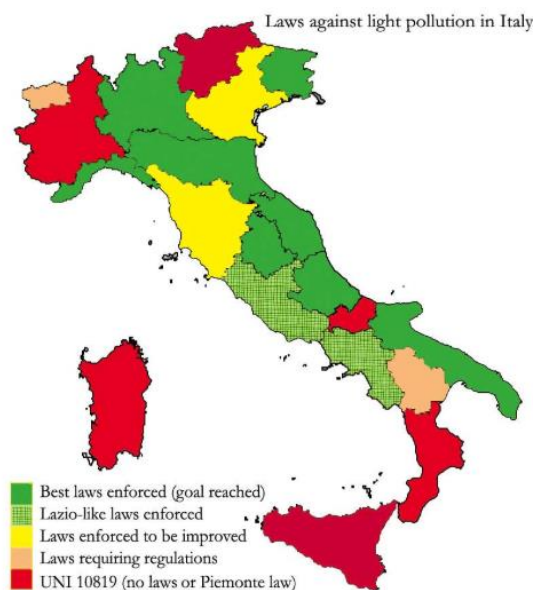 Laws against light pollution in Italy
Best laws enforced (goal reached)
Lazio-like laws enforced
Laws enforced to be improved
Laws requiring regulations
UNI 10819 (no laws or Piemonte law)